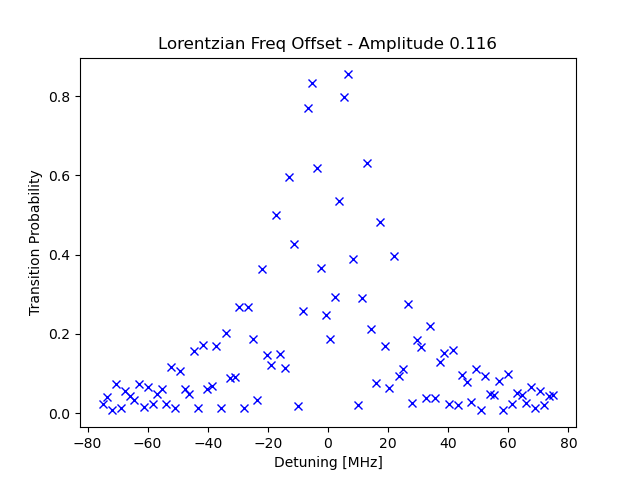 Lorentzian Freq Offset - Amplitude 0.116
Transition Probability
0.8
0.6
0.4
0.2
0.0
−80 −60 −40 −20 0 20 40 60 80
Detuning [MHz]